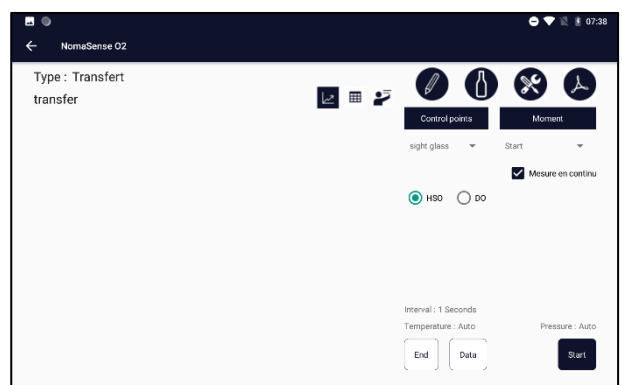 07:38
NomaSense O2
Type : Transfert
transfer
Control points
Moment
sight glass
Start
Mesure en continu
HSO
DO
Interval : 1 Seconds
Temperature : Auto
Pressure : Auto
End
Data
Start